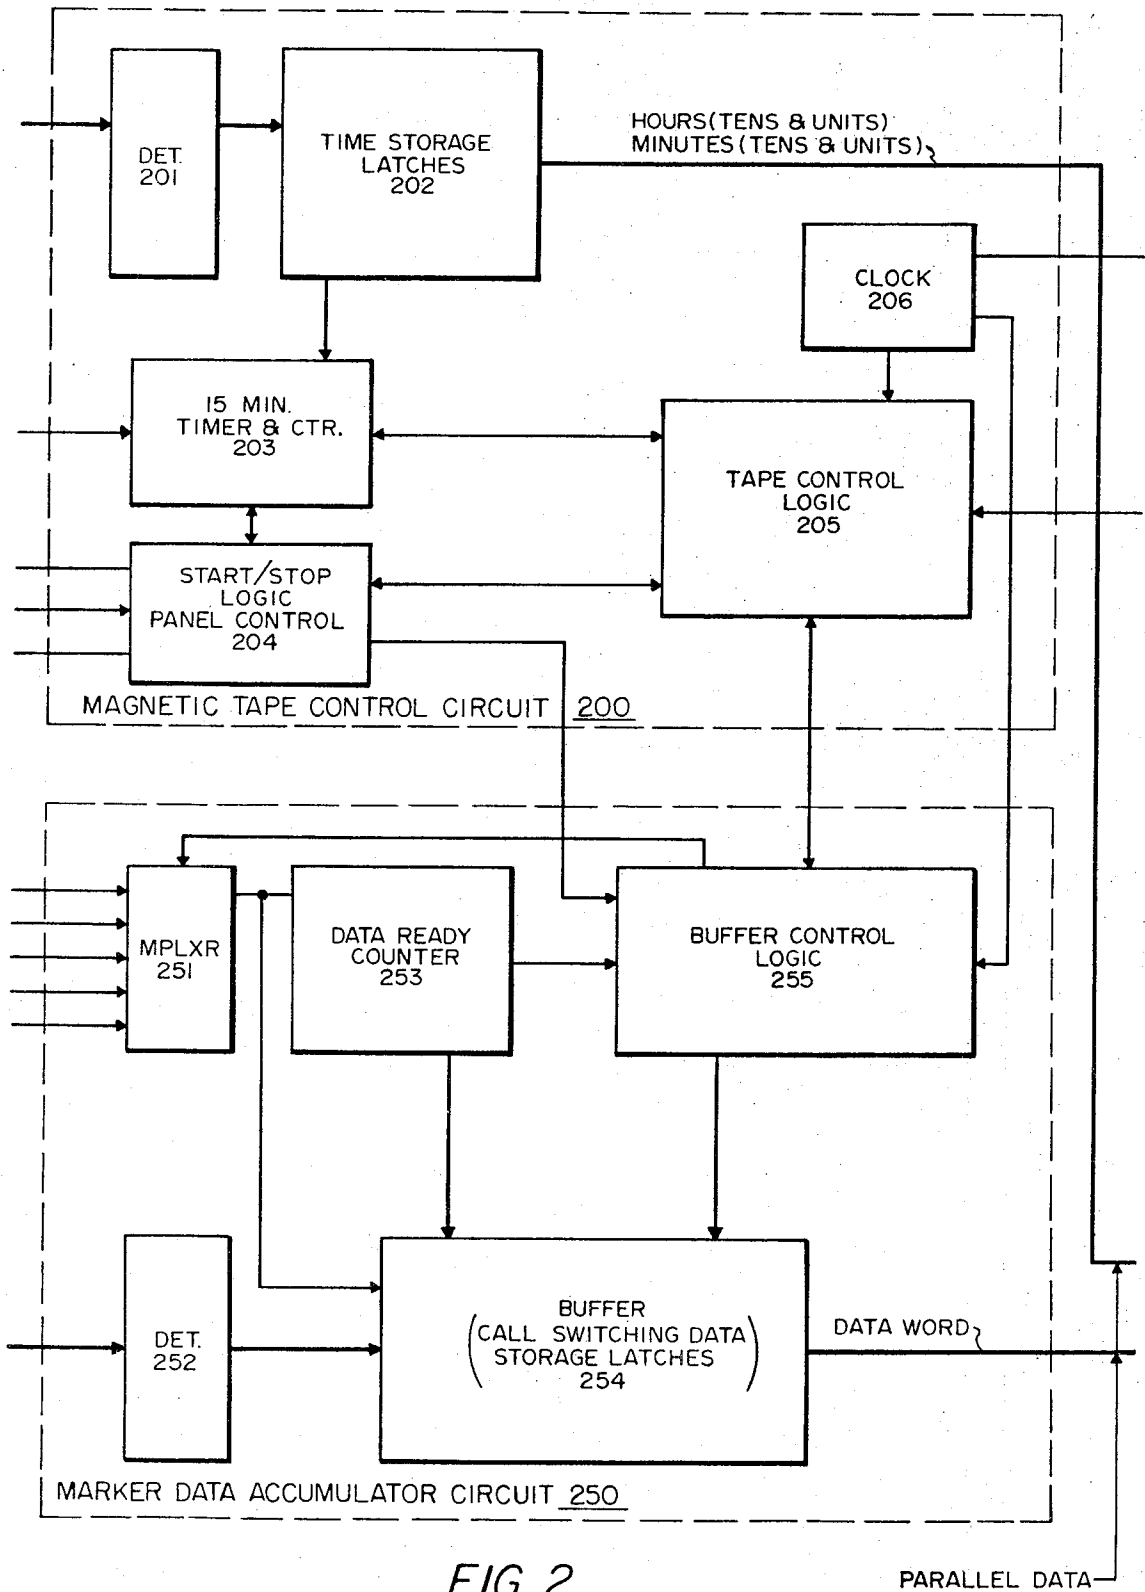 HOURS(TENS & UNITS)
MINUTES(TENS & UNITS)
DET.
201
TIME STORAGE
LATCHES
202
CLOCK
206
15 MIN.
TIMER & CTR.
203
TAPE CONTROL
LOGIC
205
START/STOP
LOGIC
PANEL CONTROL
204
MAGNETIC TAPE CONTROL CIRCUIT 200
MPLXR
251
DATA READY
COUNTER
253
BUFFER CONTROL
LOGIC
255
DET.
252
BUFFER
(CALL SWITCHING DATA
STORAGE LATCHES)
254
DATA WORD
MARKER DATA ACCUMULATOR CIRCUIT 250
FIG. 2
PARALLEL DATA